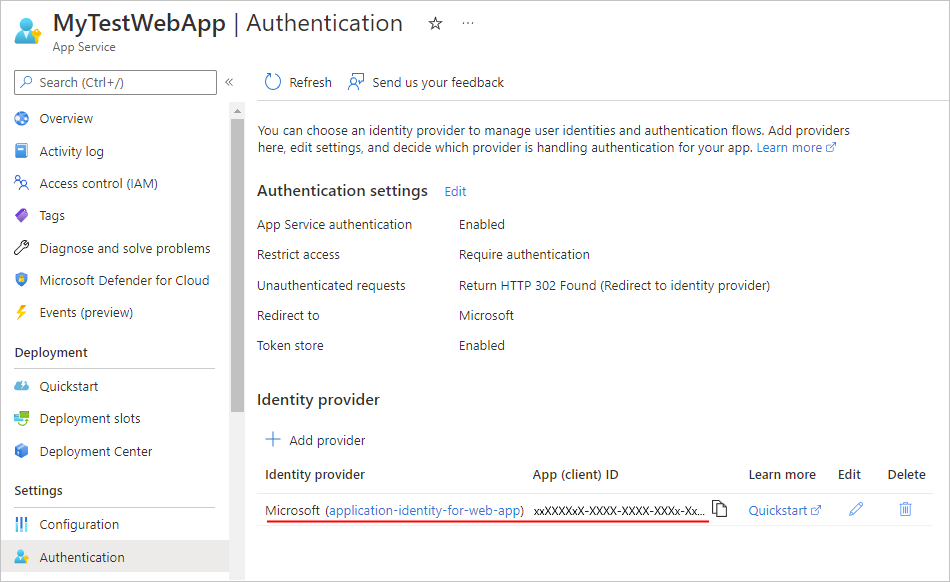 MyTestWebApp | Authentication
App Service
Search (Ctrl+/)
Overview
Activity log
Access control (IAM)
Tags
Diagnose and solve problems
Microsoft Defender for Cloud
Events (preview)
Deployment
Quickstart
Deployment slots
Deployment Center
Settings
Configuration
Authentication
Refresh
Send us your feedback
You can choose an identity provider to manage user identities and authentication flows. Add providers
here, edit settings, and decide which provider is handling authentication for your app. Learn more
Authentication settings Edit
App Service authentication Enabled
Restrict access Require authentication
Unauthenticated requests Return HTTP 302 Found (Redirect to identity provider)
Redirect to Microsoft
Token store Enabled
Identity provider
Add provider
Identity provider App (client) ID Learn more Edit Delete
Microsoft (application-identity-for-web-app) xxXXXXxX-XXXX-XXXX-XXXx-Xx... Quickstart